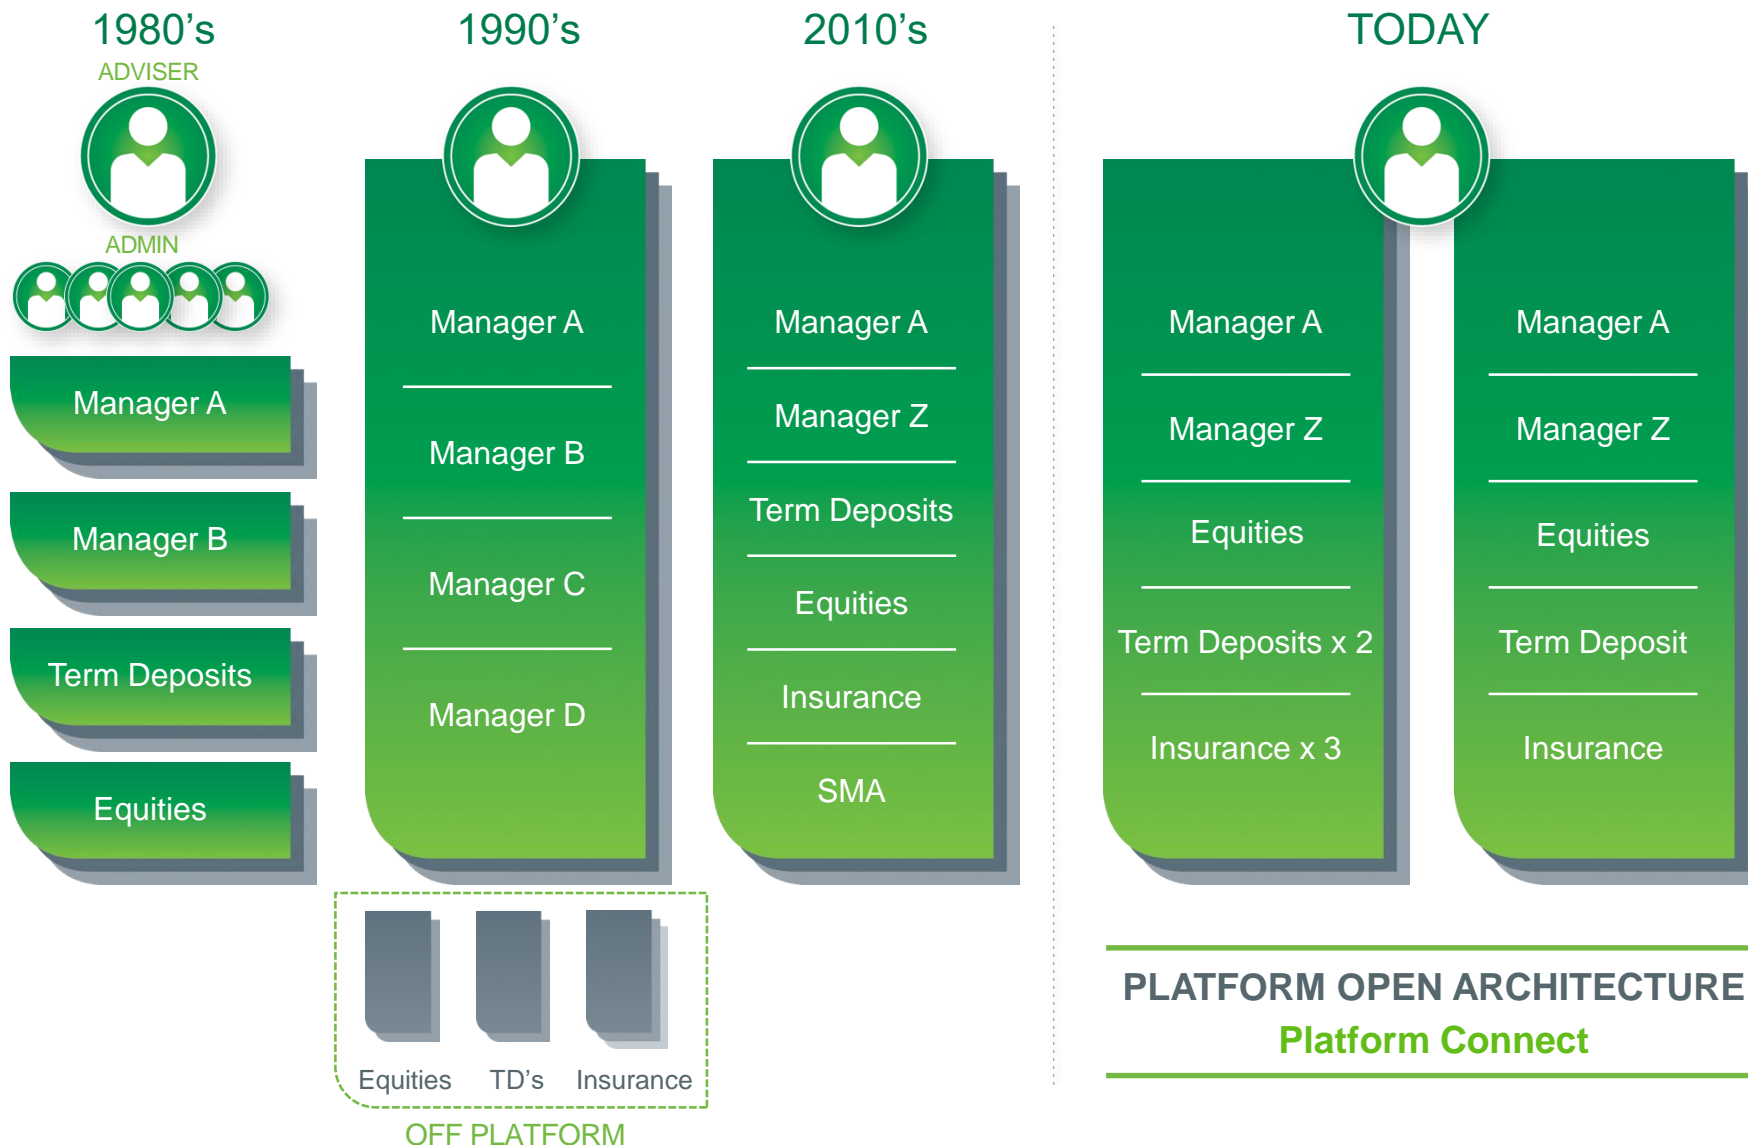 1980's
ADVISER
ADMIN
Manager A
Manager B
Term Deposits
Equities
1990's
Manager A
Manager B
Manager C
Manager D
Equities
TD's
Insurance
OFF PLATFORM
2010's
Manager A
Manager Z
Term Deposits
Equities
Insurance
SMA
TODAY
Manager A
Manager Z
Equities
Term Deposits x 2
Insurance x 3
Manager A
Manager Z
Equities
Term Deposit
Insurance
PLATFORM OPEN ARCHITECTURE
Platform Connect